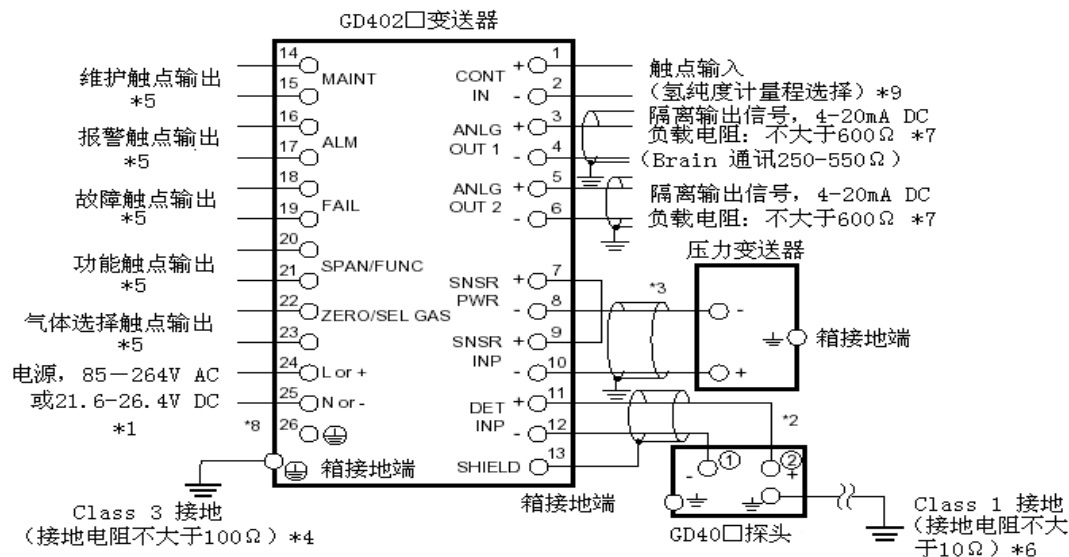 GD402□变送器
14
15
维护触点输出
*5
MAINT
16
17
报警触点输出
*5
ALM
18
19
故障触点输出
*5
FAIL
20
21
功能触点输出
*5
SPAN/FUNC
22
23
气体选择触点输出
*5
ZERO/SEL GAS
24
L or +
电源，85—264V AC
25
N or -
或21.6-26.4V DC
*1
*8
26
箱接地端
Class 3 接地
（接地电阻不大于100Ω）*4
CONT
IN
+
1
-
2
触点输入
（氢纯度计量程选择）*9
ANLG
OUT 1
+
3
-
4
隔离输出信号，4-20mA DC
负载电阻：不大于600Ω *7
（Brain 通讯250-550Ω）
ANLG
OUT 2
+
5
-
6
隔离输出信号，4-20mA DC
负载电阻：不大于600Ω *7
SNSR
PWR
+
7
-
8
SNSR
INP
+
9
-
10
*3
压力变送器
-
+
箱接地端
DET
INP
+
11
-
12
SHIELD
13
*2
箱接地端
-
①
②
+
GD40□探头
Class 1 接地
（接地电阻不大
于10Ω）*6